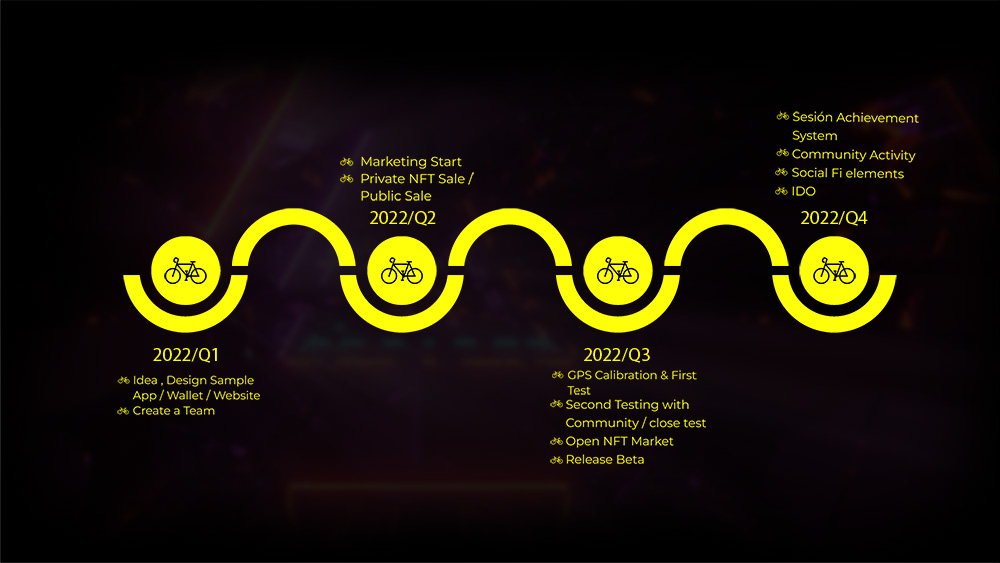 2022/Q1
Idea , Design Sample
App / Wallet / Website
Create a Team
Marketing Start
Private NFT Sale /
Public Sale
2022/Q2
2022/Q3
GPS Calibration & First
Test
Second Testing with
Community / close test
Open NFT Market
Release Beta
Sesión Achievement
System
Community Activity
Social Fi elements
IDO
2022/Q4